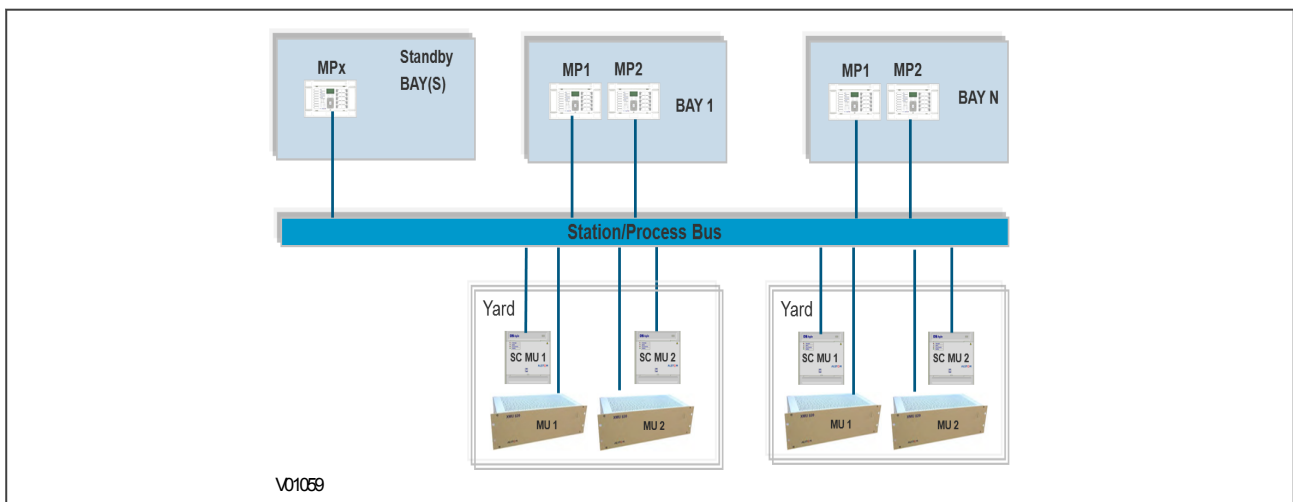 Standby
BAY(S)
MPx
MP1
MP2
BAY 1
MP1
MP2
BAY N
Station/Process Bus
Yard
SC MU 1
SC MU 2
MU 1
MU 2
Yard
SC MU 1
SC MU 2
MU 1
MU 2
V01059